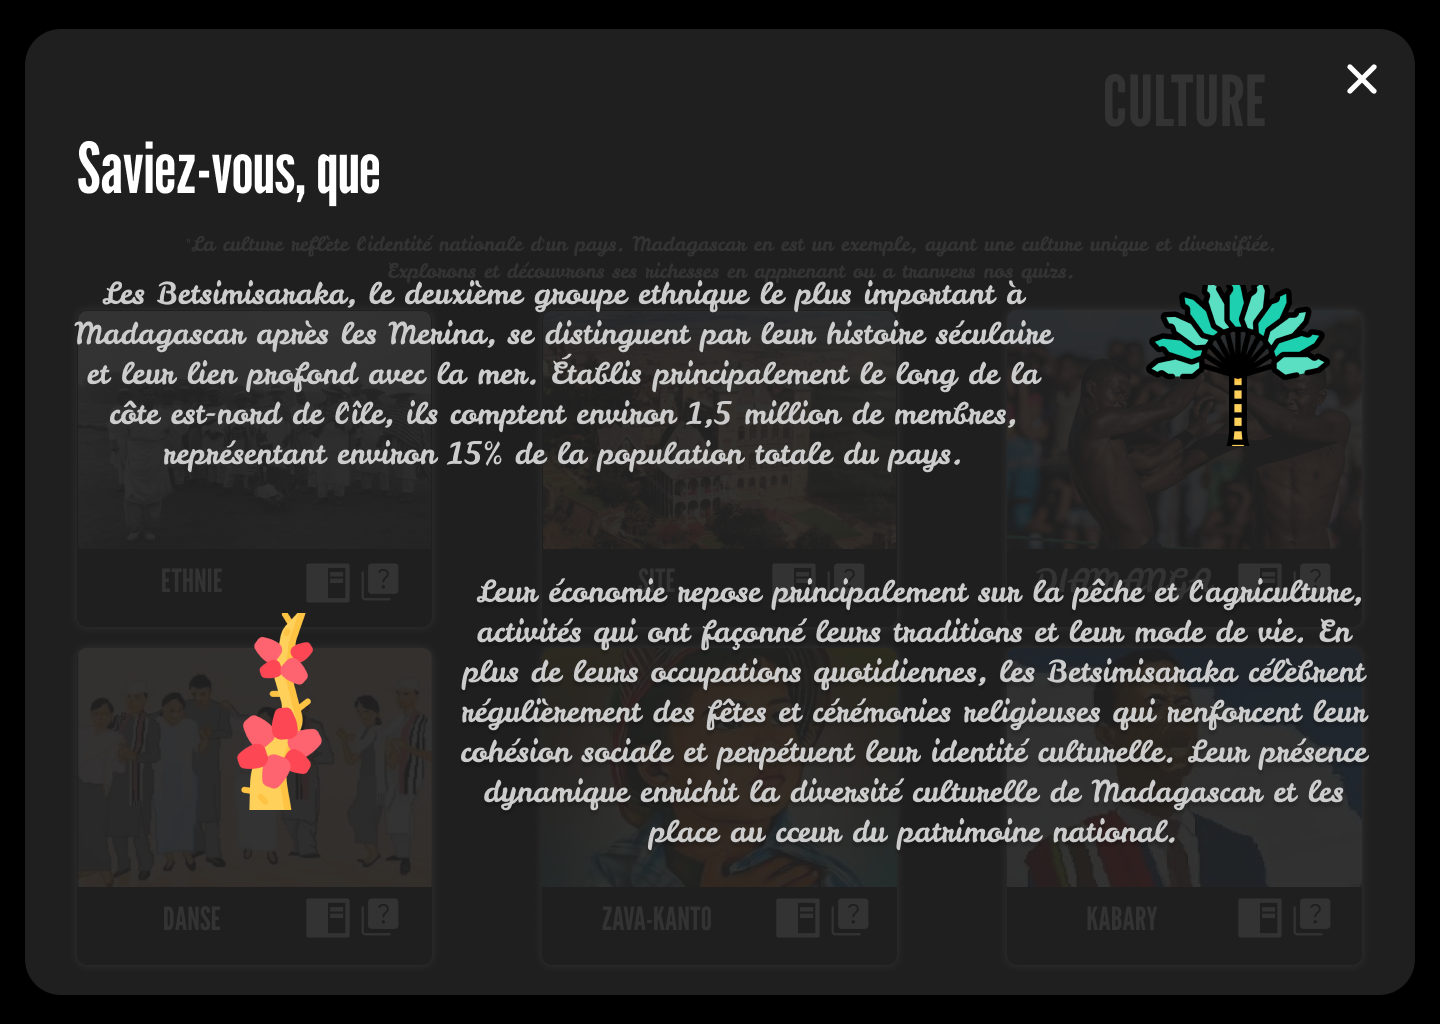 CULTURE
Saviez-vous, que
"La culture reflète l'identité nationale d'un pays. Madagascar en est un exemple, ayant une culture unique et diversifiée.
Explorons et découvrons ses richesses en apprenant ou a tranvers nos quizs.
Les Betsimisaraka, le deuxième groupe ethnique le plus important à
Madagascar après les Merina, se distinguent par leur histoire séculaire
et leur lien profond avec la mer. Établis principalement le long de la
côte est-nord de l'île, ils comptent environ 1,5 million de membres,
représentant environ 15% de la population totale du pays.
ETHNIE
SITE
DIAMANGA
Leur économie repose principalement sur la pêche et l'agriculture,
activités qui ont façonné leurs traditions et leur mode de vie. En
plus de leurs occupations quotidiennes, les Betsimisaraka célèbrent
régulièrement des fêtes et cérémonies religieuses qui renforcent leur
cohésion sociale et perpétuent leur identité culturelle. Leur présence
dynamique enrichit la diversité culturelle de Madagascar et les
place au cœur du patrimoine national.
DANSE
ZAVA-KANTO
KABARY